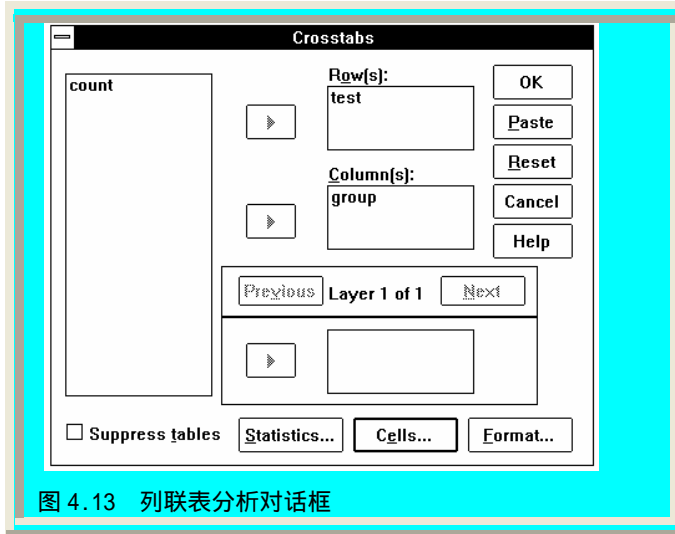 Crosstabs
count
Row(s):
test
OK
Paste
Reset
Column(s):
group
Cancel
Help
Previous Layer 1 of 1 Next
Suppress tables Statistics... Cells... Format...
图 4.13 列联表分析对话框